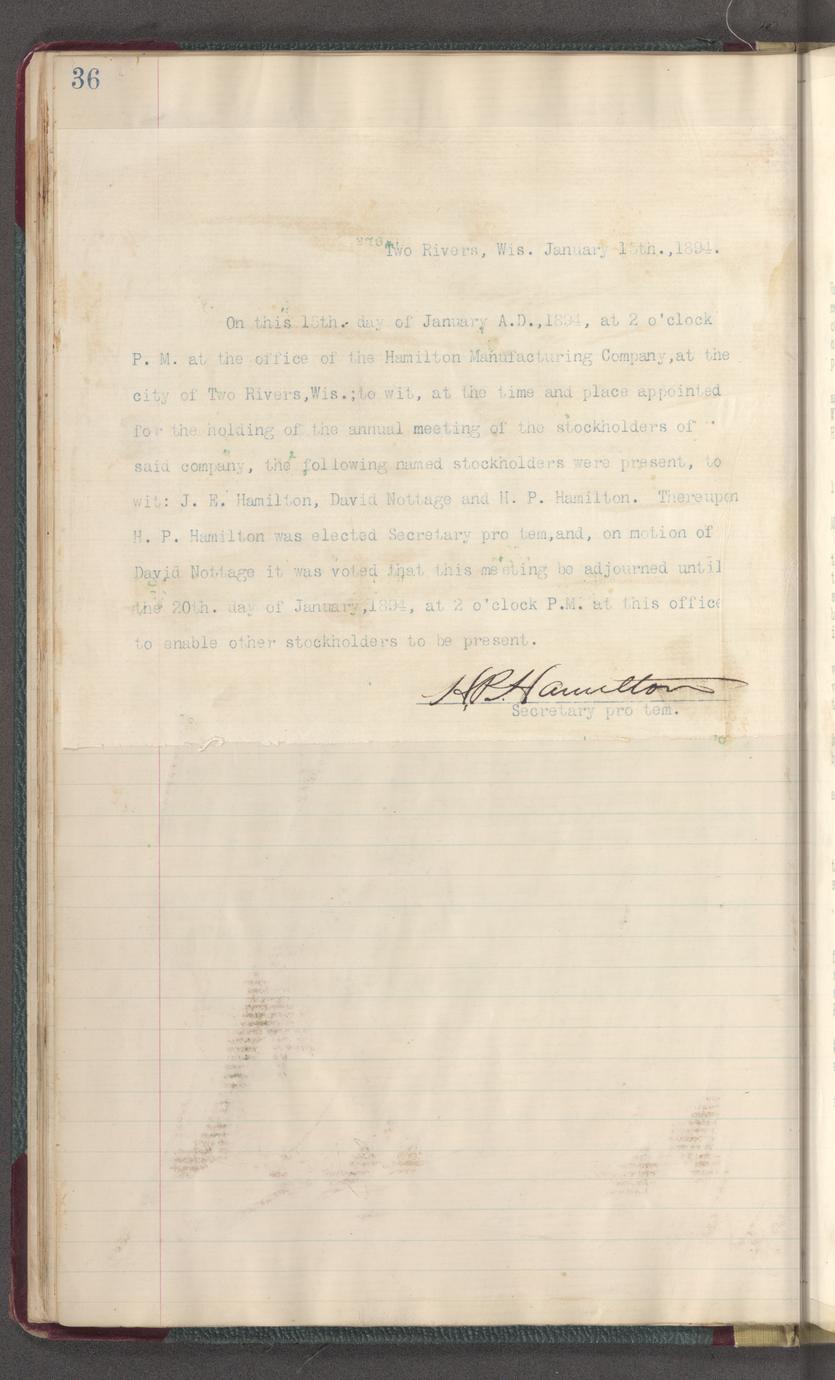 36
Two Rivers, Wis. January 15th.,1894.
On this 15th. day of January A.D.,1894, at 2 o'clock
P. M. at the office of the Hamilton Manufacturing Company,at the
city of Two Rivers,Wis.;to wit, at the time and place appointed
for the holding of the annual meeting of the stockholders of
said company, the following named stockholders were present, to
wit: J. E. Hamilton, David Nottage and H. P. Hamilton. Thereupon
H. P. Hamilton was elected Secretary pro tem,and, on motion of
David Nottage it was voted that this meeting be adjourned until
the 20th. day of January,1894, at 2 o'clock P.M. at this office
to enable other stockholders to be present.
H.P. Hamilton
Secretary pro tem.